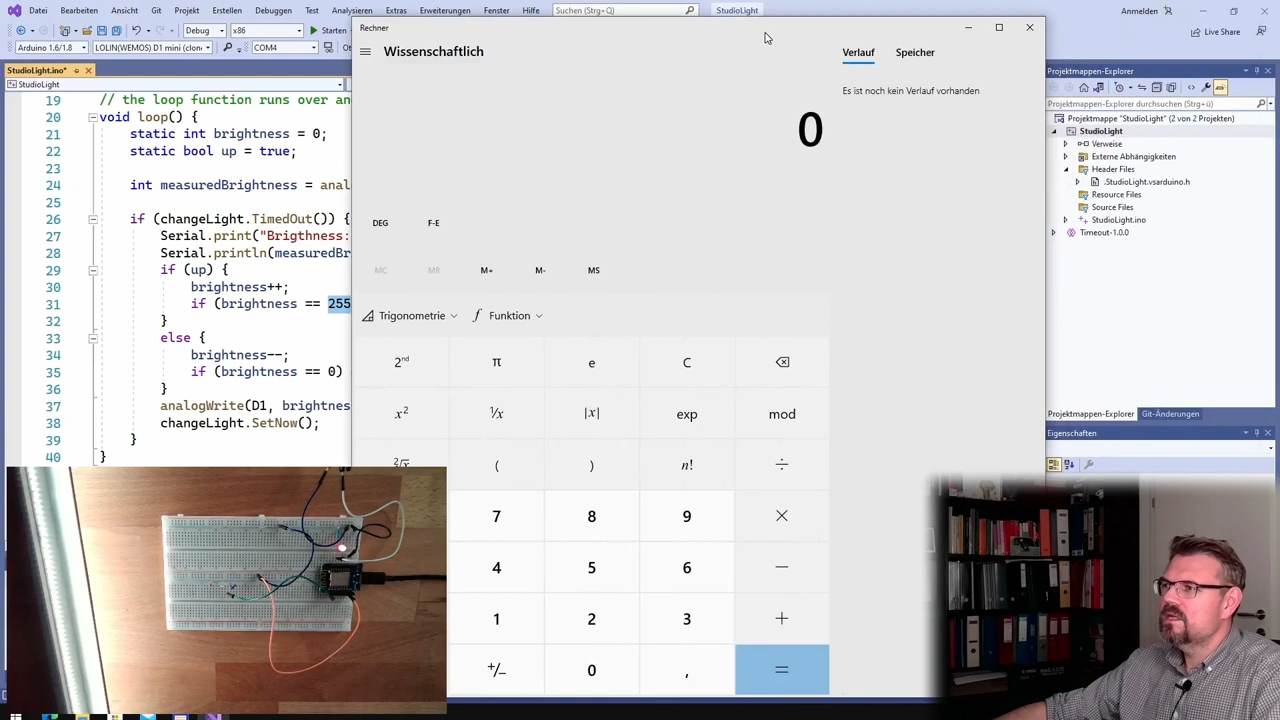 Datei Bearbeiten Ansicht Git Projekt Erstellen Debuggen Test Analysieren Extras Erweiterungen Fenster Hilfe Suchen (Strg+Q) StudioLight Anmelden
Debug x86 Starten Live Share
Arduino 1.6/1.8 LOLIN(WEMOS) D1 mini (clon COM4
StudioLight.ino*
StudioLight
19 // the loop function runs over an
20 void loop() {
21 static int brightness = 0;
22 static bool up = true;
23
24 int measuredBrightness = ana
25
26 if (changeLight.TimedOut()) {
27 Serial.print("Brigthness:
28 Serial.println(measuredBr
29 if (up) {
30 brightness++;
31 if (brightness == 255
32 }
33 else {
34 brightness--;
35 if (brightness == 0)
36 }
37 analogWrite(D1, brightnes
38 changeLight.SetNow();
39 }
40 }
Rechner
Wissenschaftlich
Verlauf Speicher
Es ist noch kein Verlauf vorhanden
0
DEG F-E
MC MR M+ M- MS
Trigonometrie f Funktion
2nd π e C
x² ¹/x |x| exp mod
²√x ( ) n! ÷
7 8 9 ×
4 5 6 −
1 2 3 +
+/− 0 , =
Projektmappen-Explorer
Projektmappen-Explorer durchsuchen (Strg+ü)
Projektmappe "StudioLight" (2 von 2 Projekten)
StudioLight
Verweise
Externe Abhängigkeiten
Header Files
.StudioLight.vsarduino.h
Resource Files
Source Files
StudioLight.ino
Timeout-1.0.0
Projektmappen-Explorer Git-Änderungen
Eigenschaften